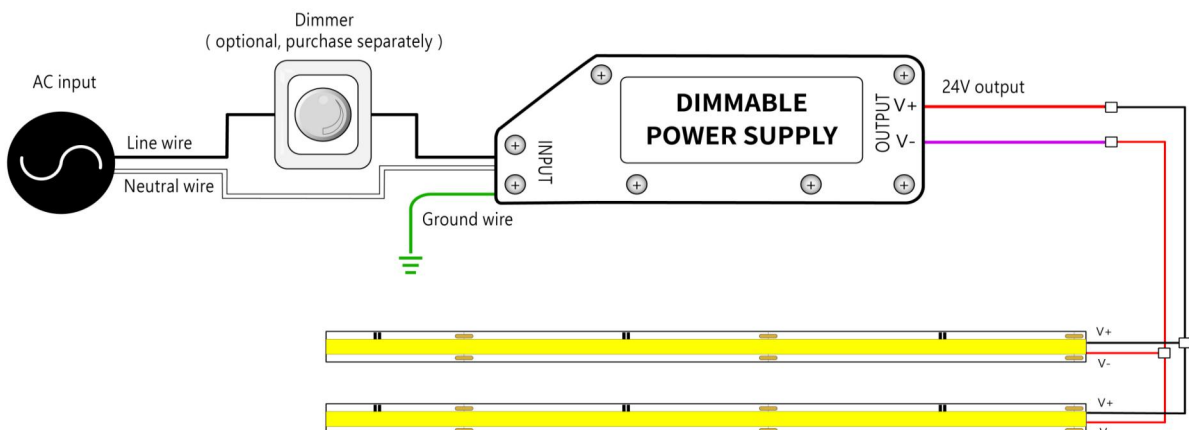 Dimmer
( optional, purchase separately )
AC input
Line wire
Neutral wire
INPUT
Ground wire
DIMMABLE
POWER SUPPLY
OUTPUT
V+
V-
24V output
V+
V-
V+